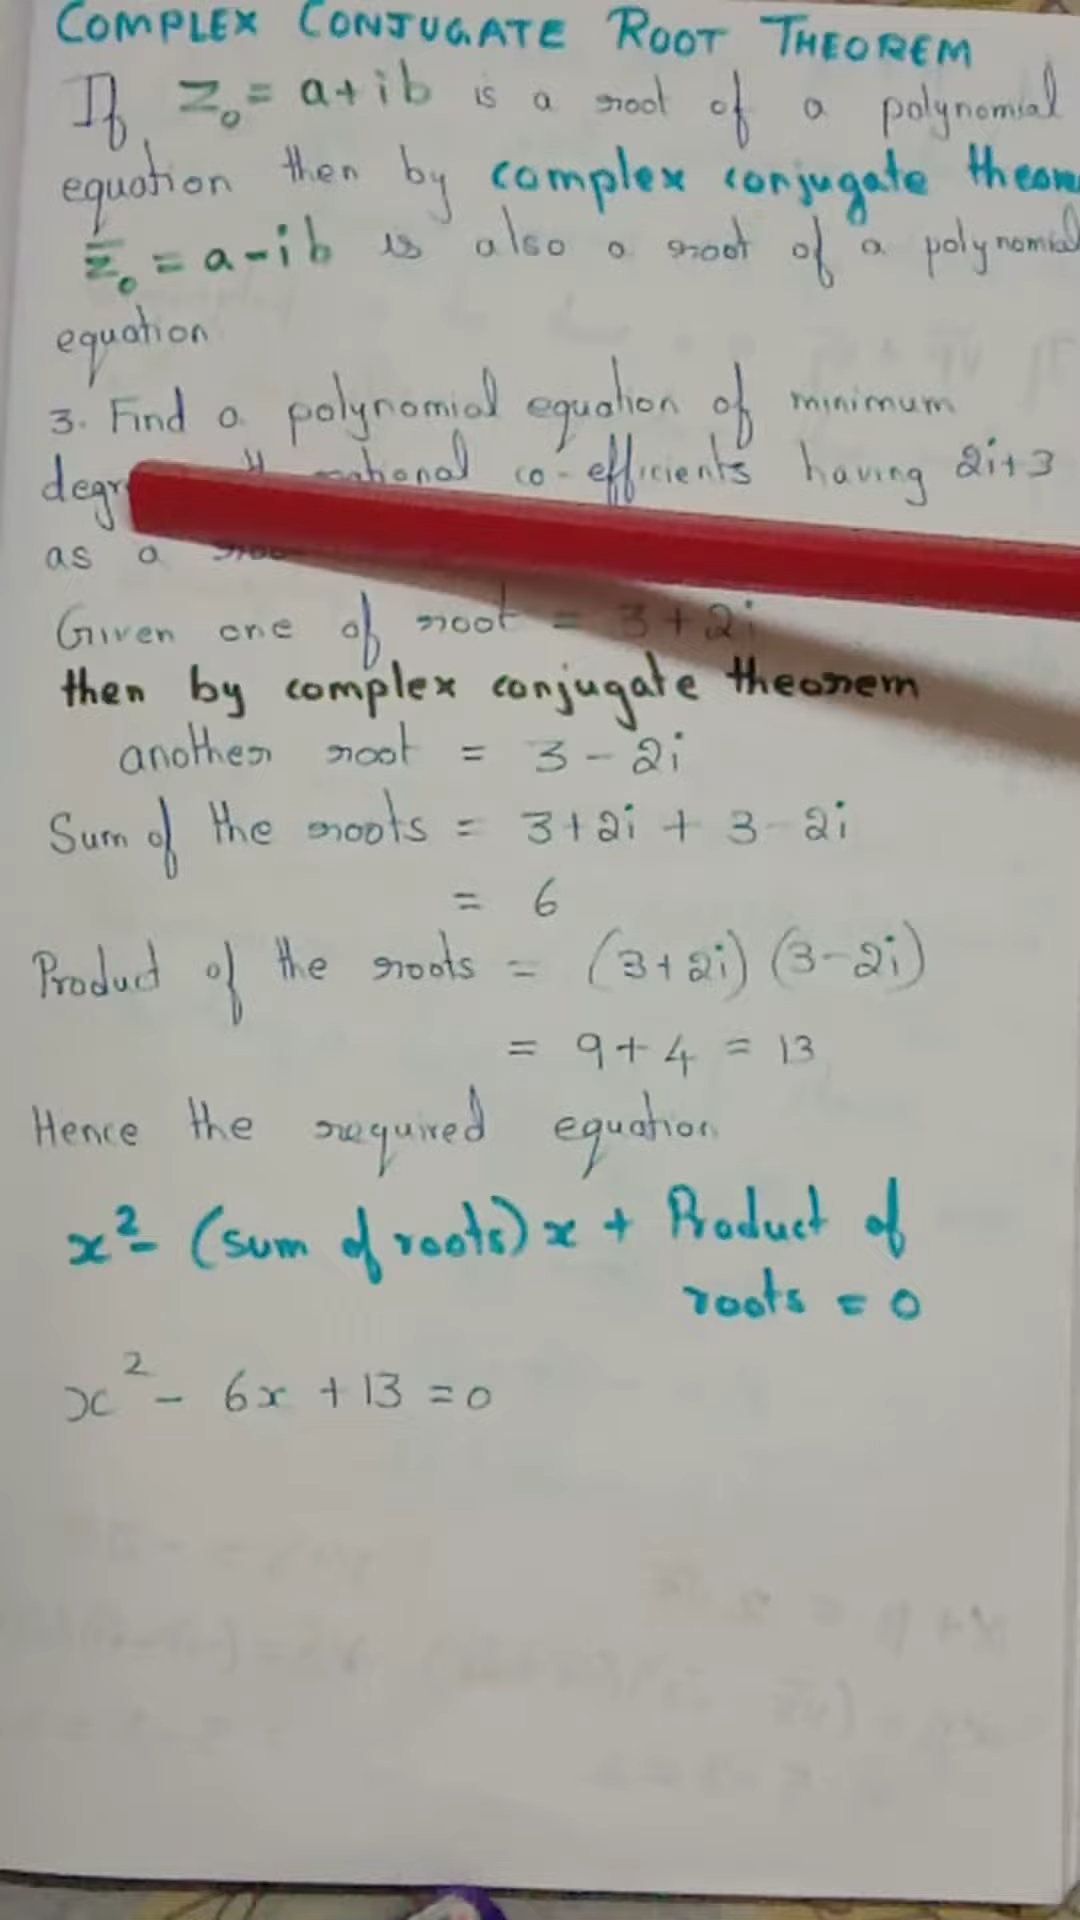 COMPLEX CONJUGATE ROOT THEOREM
If z₀ = a+ib is a root of a polynomial
equation then by complex conjugate
z̄₀ = a-ib is also a root of a polynomial
equation
3. Find a polynomial equation of minimum
co-efficients having 2i+3
as a
Given one of root = 3+2i
then by complex conjugate theorem
another root = 3-2i
Sum of the roots = 3+2i + 3-2i
= 6
Product of the roots = (3+2i) (3-2i)
= 9+4 = 13
Hence the required equation
x²- (sum of roots) x + Product of
roots = 0
x² - 6x +13 =0